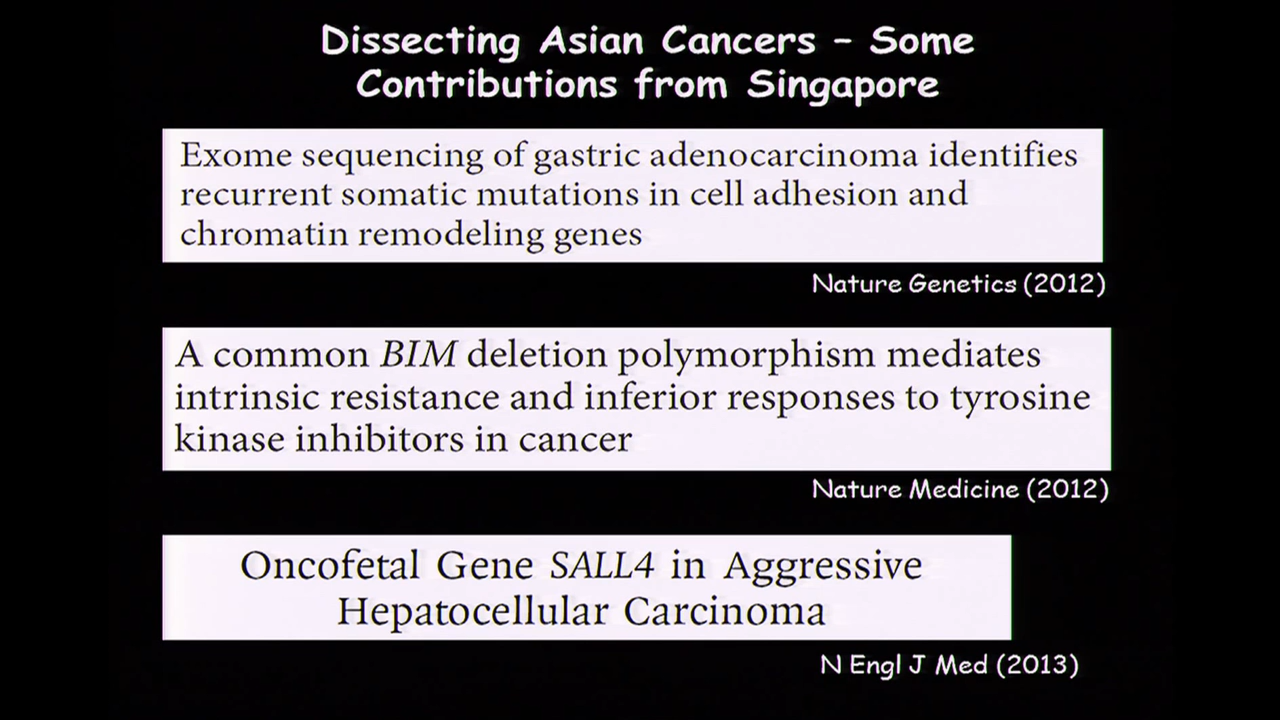 Dissecting Asian Cancers – Some
Contributions from Singapore
Exome sequencing of gastric adenocarcinoma identifies
recurrent somatic mutations in cell adhesion and
chromatin remodeling genes
Nature Genetics (2012)
A common BIM deletion polymorphism mediates
intrinsic resistance and inferior responses to tyrosine
kinase inhibitors in cancer
Nature Medicine (2012)
Oncofetal Gene SALL4 in Aggressive
Hepatocellular Carcinoma
N Engl J Med (2013)